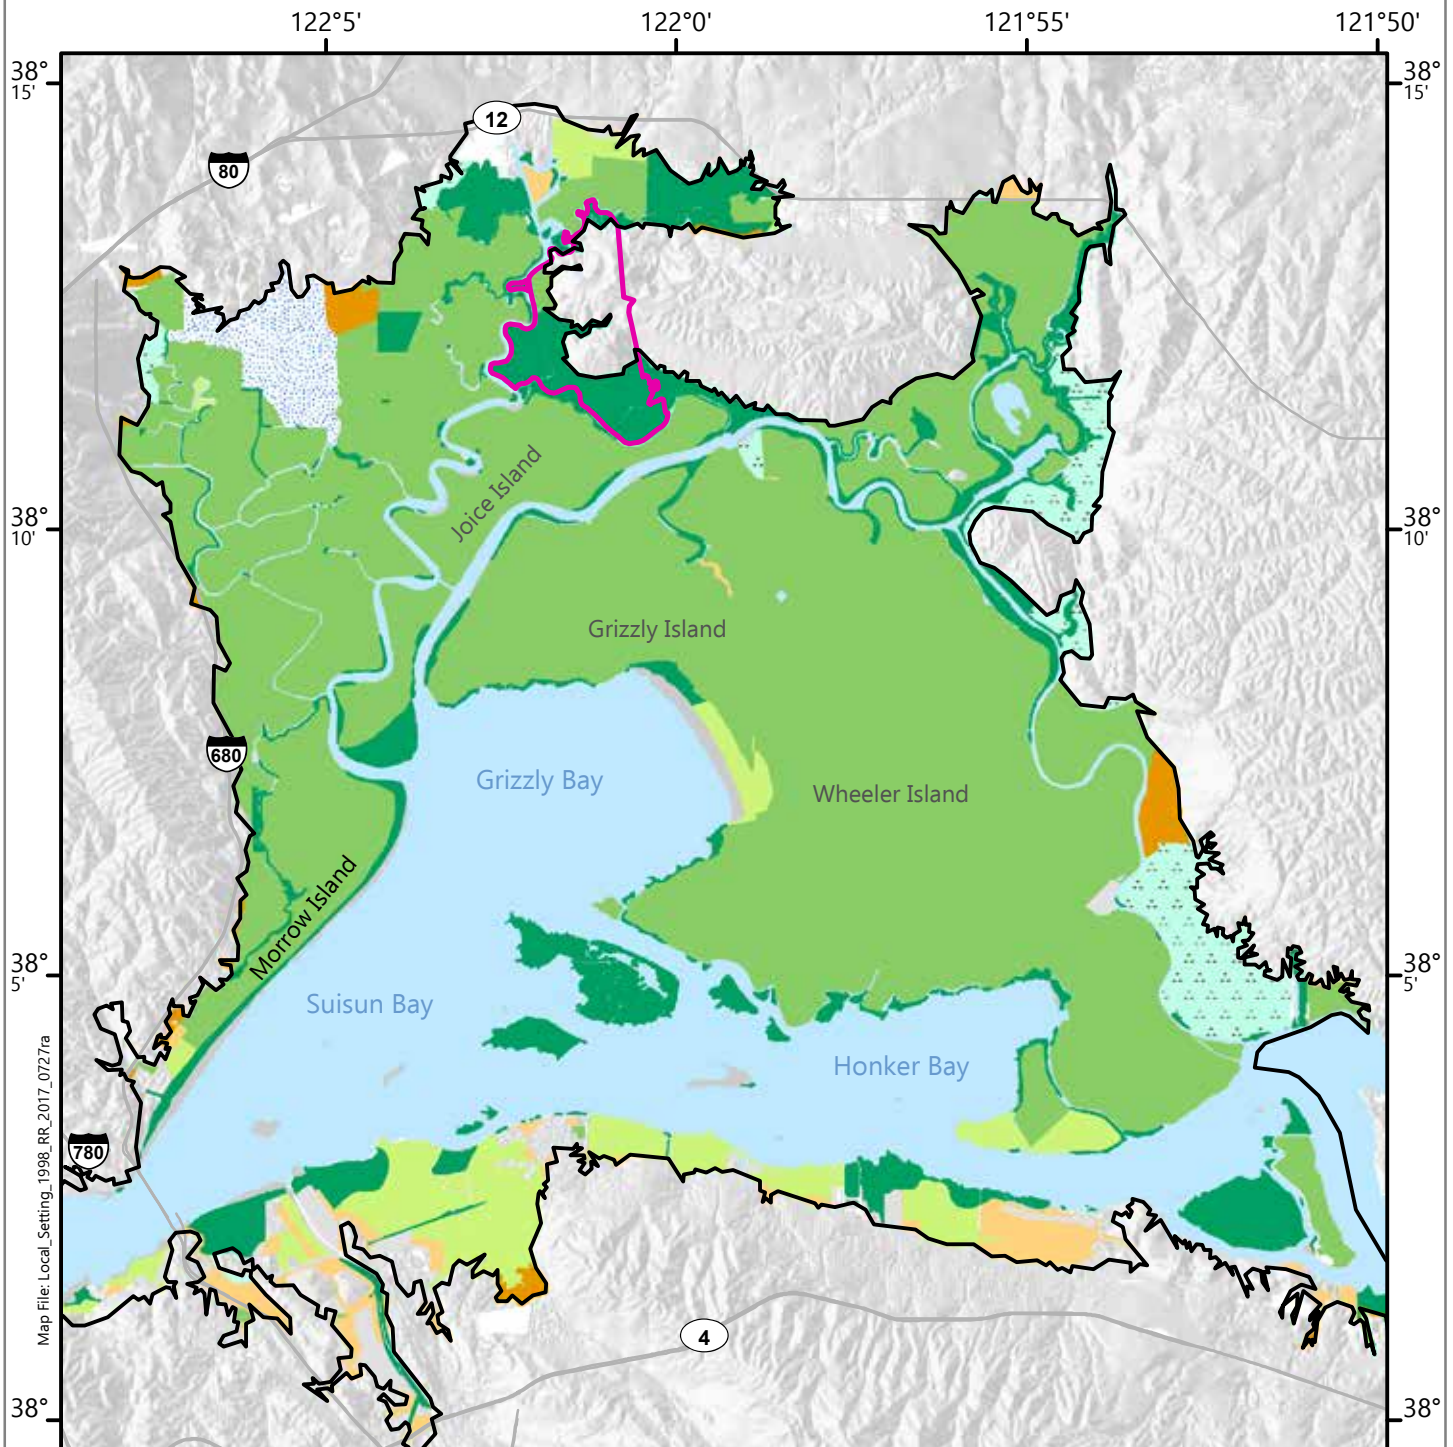 122°5'
122°0'
121°55'
121°50'
38°
15'
38°
15'
12
80
Joice Island
38°
10'
38°
10'
Grizzly Island
680
Grizzly Bay
Wheeler Island
Morrow Island
38°
5'
38°
5'
Suisun Bay
Honker Bay
780
4
38°
38°
Map File: Local_Setting_1998_RR_2017_0727ra